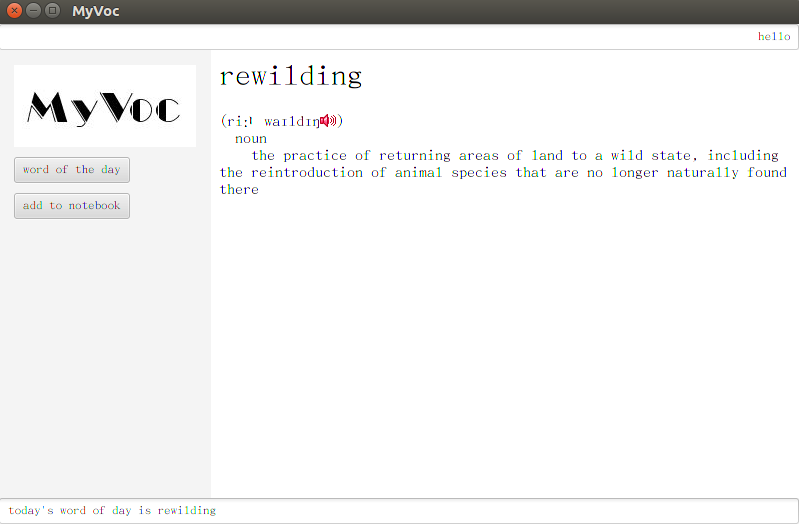 MyVoc
hello
MyVoc
word of the day
add to notebook
rewilding
(riːˈwaɪldɪŋ)
noun
the practice of returning areas of land to a wild state, including
the reintroduction of animal species that are no longer naturally found
there
today's word of day is rewilding